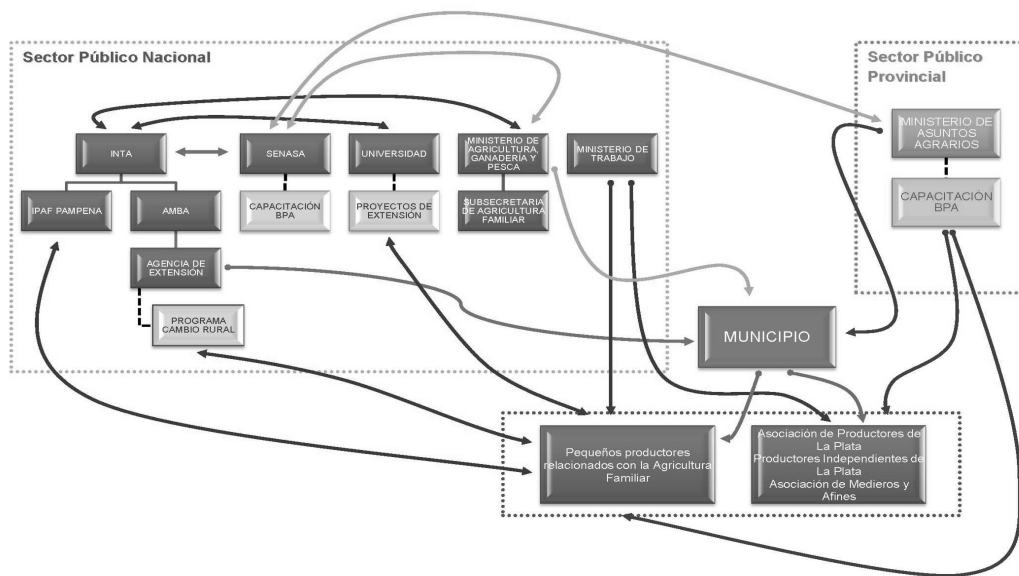 Sector Público Nacional
Sector Público
Provincial
INTA
SENASA
UNIVERSIDAD
MINISTERIO DE
AGRICULTURA,
GANADERÍA Y
PESCA
MINISTERIO DE
TRABAJO
MINISTERIO DE
ASUNTOS
AGRARIOS
IPAF PAMPENA
AMBA
CAPACITACIÓN
BPA
PROYECTOS DE
EXTENSIÓN
SUBSECRETARIA
DE AGRICULTURA
FAMILIAR
CAPACITACIÓN
BPA
AGENCIA DE
EXTENSIÓN
PROGRAMA
CAMBIO RURAL
MUNICIPIO
Pequeños productores
relacionados con la Agricultura
Familiar
Asociación de Productores de
La Plata
Productores Independientes de
La Plata
Asociación de Medieros y
Afines